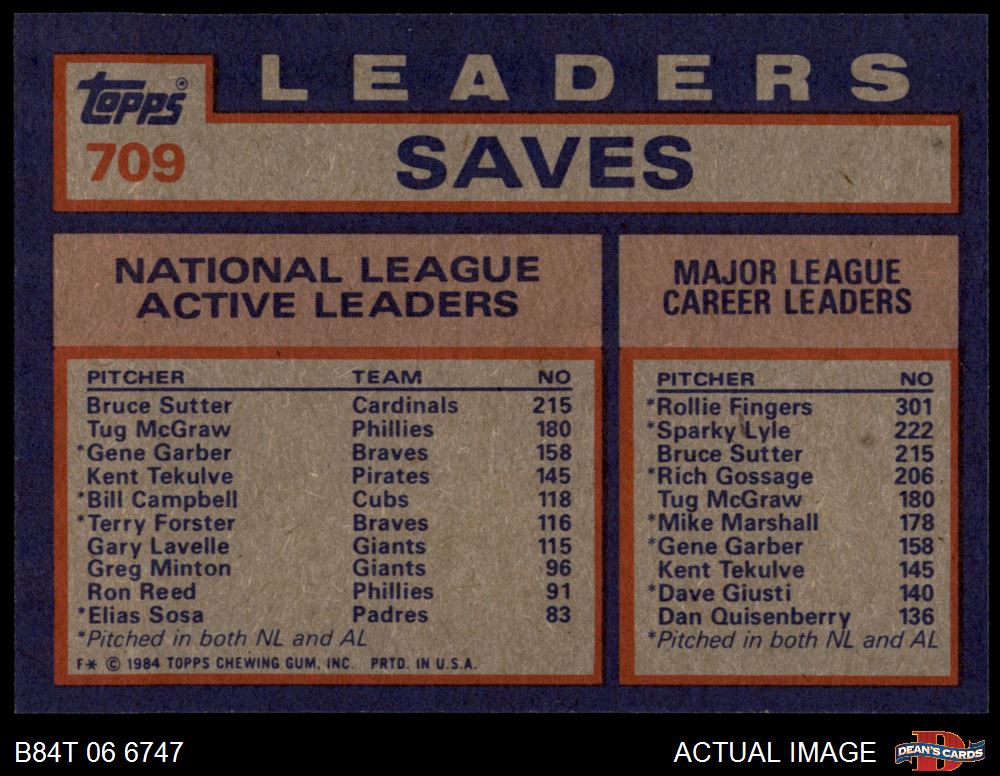 LEADERS
Topps®
709
SAVES
NATIONAL LEAGUE
ACTIVE LEADERS
PITCHER TEAM NO
Bruce Sutter Cardinals 215
Tug McGraw Phillies 180
*Gene Garber Braves 158
Kent Tekulve Pirates 145
*Bill Campbell Cubs 118
*Terry Forster Braves 116
Gary Lavelle Giants 115
Greg Minton Giants 96
Ron Reed Phillies 91
*Elias Sosa Padres 83
*Pitched in both NL and AL
F* © 1984 TOPPS CHEWING GUM, INC. PRTD. IN U.S.A.
MAJOR LEAGUE
CAREER LEADERS
PITCHER NO
*Rollie Fingers 301
*Sparky Lyle 222
Bruce Sutter 215
*Rich Gossage 206
Tug McGraw 180
*Mike Marshall 178
*Gene Garber 158
Kent Tekulve 145
*Dave Giusti 140
Dan Quisenberry 136
*Pitched in both NL and AL
B84T 06 6747
ACTUAL IMAGE
D
DEAN'S CARDS